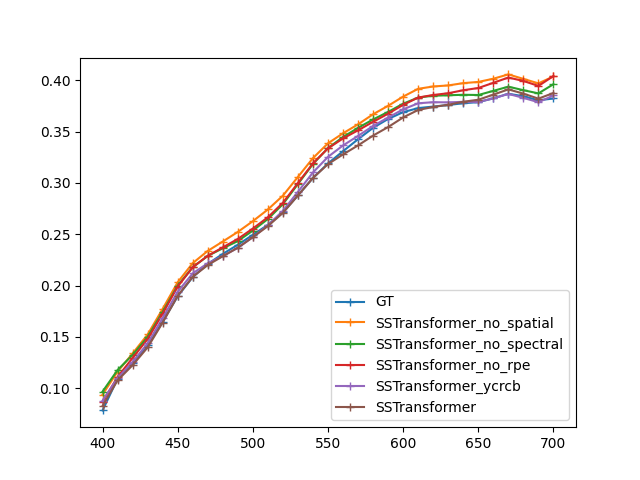 0.40
0.35
0.30
0.25
0.20
0.15
0.10
400 450 500 550 600 650 700
GT
SSTransformer_no_spatial
SSTransformer_no_spectral
SSTransformer_no_rpe
SSTransformer_ycrcb
SSTransformer